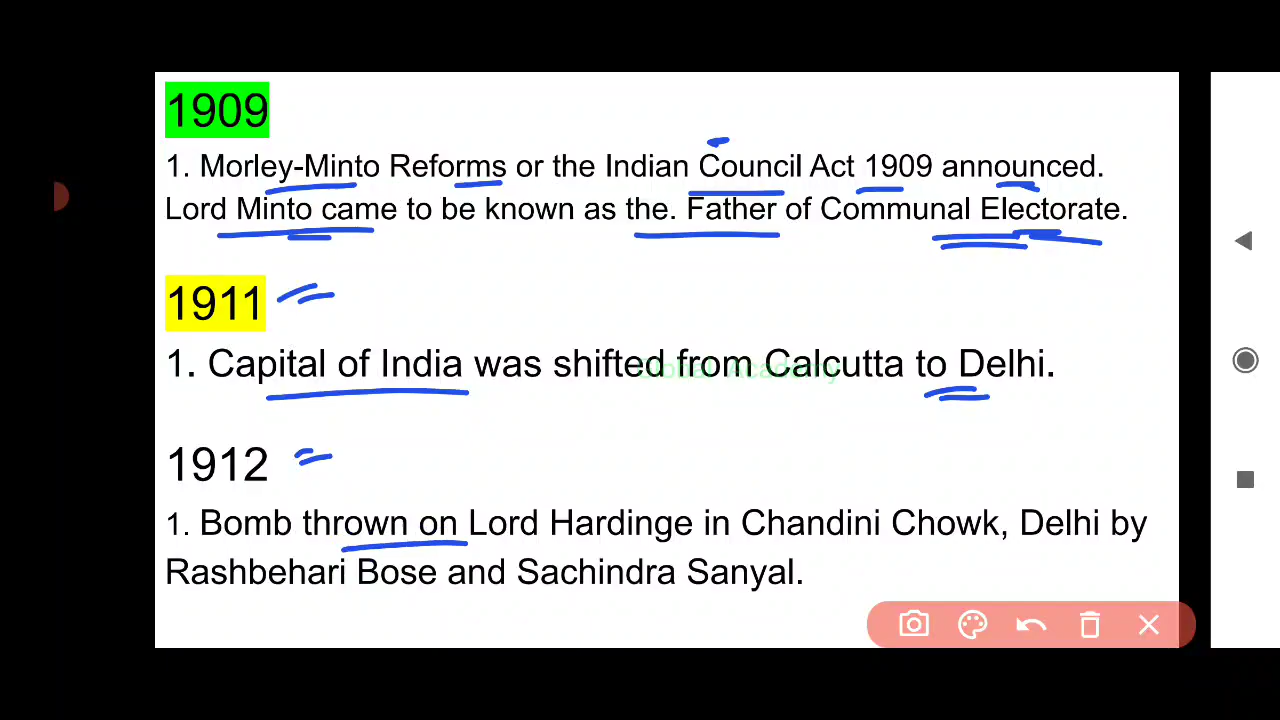 1909
1. Morley-Minto Reforms or the Indian Council Act 1909 announced.
Lord Minto came to be known as the. Father of Communal Electorate.
1911
1. Capital of India was shifted from Calcutta to Delhi.
Global Academy
1912
1. Bomb thrown on Lord Hardinge in Chandini Chowk, Delhi by
Rashbehari Bose and Sachindra Sanyal.